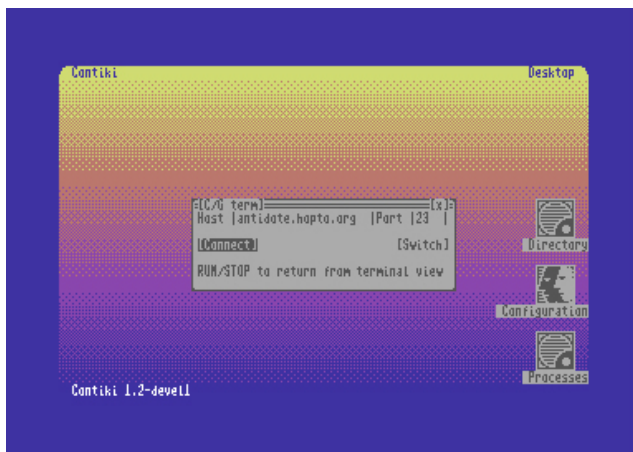 Contiki Desktop
[C/G term] [x]
Host |antidate.hopto.org |Port |23 |
[Connect] [Switch]
RUN/STOP to return from terminal view
Directory
Configuration
Processes
Contiki 1.2-devel1